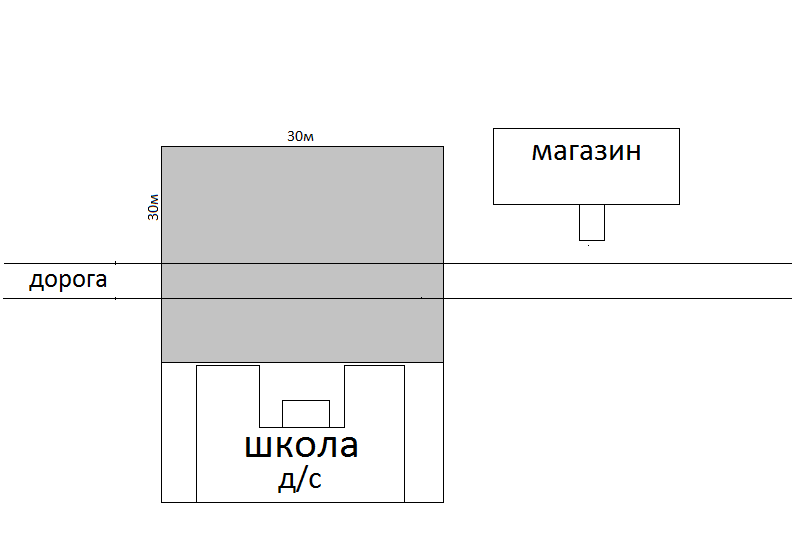 30м
магазин
30м
дорога
школа
д/с